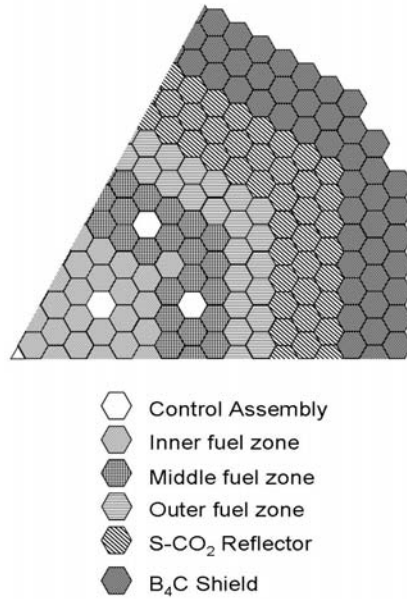 Control Assembly
Inner fuel zone
Middle fuel zone
Outer fuel zone
S-CO₂ Reflector
B₄C Shield